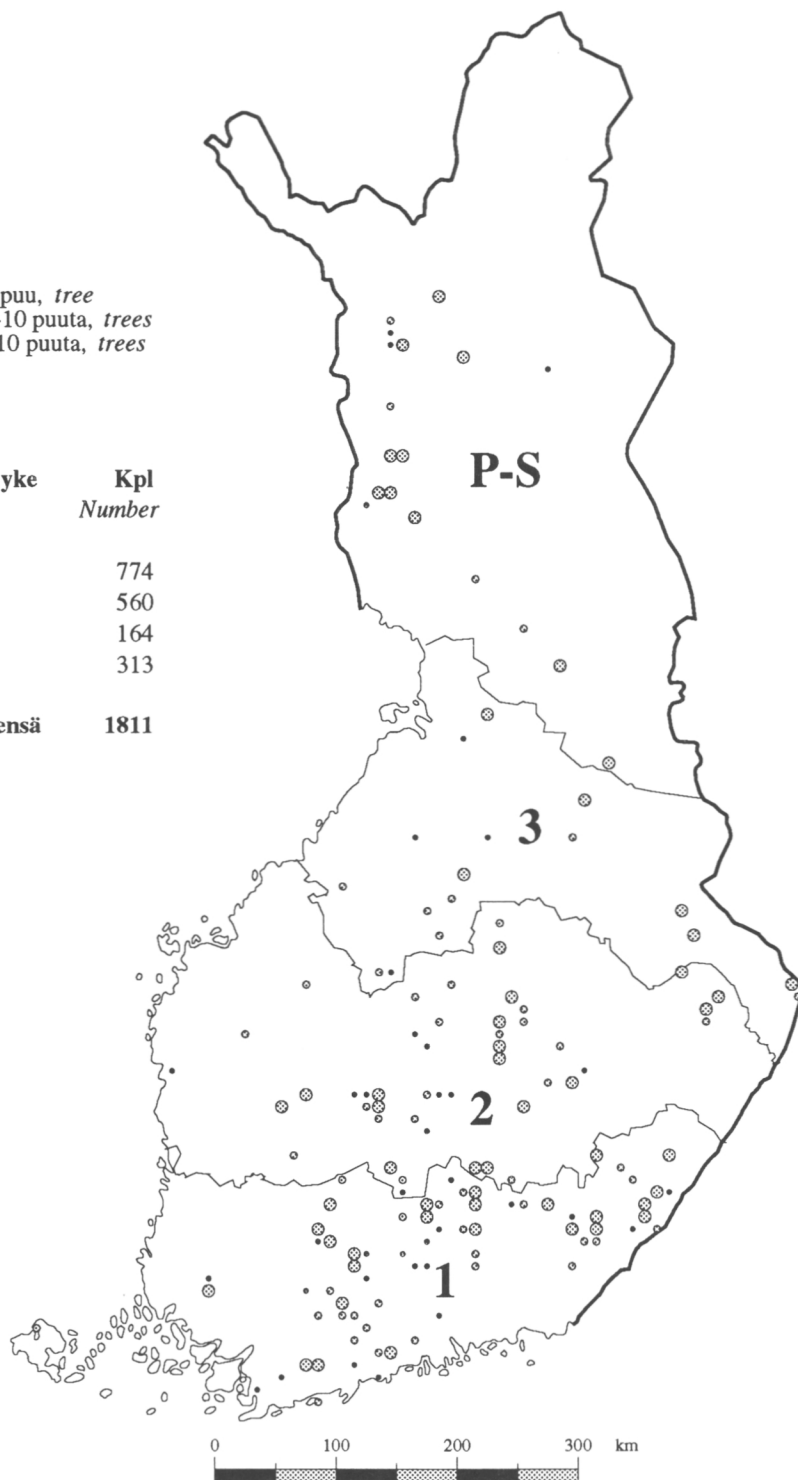 puu, tree
10 puuta, trees
10 puuta, trees
yke Kpl
Number
774
560
164
313
ensä 1811
P-S
3
2
1
0 100 200 300 km